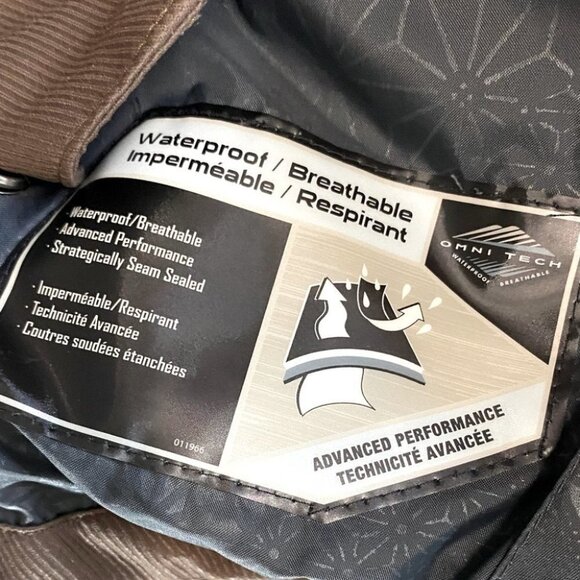 Waterproof / Breathable
Imperméable / Respirant
· Waterproof/Breathable
· Advanced Performance
· Strategically Seam Sealed
· Imperméable/Respirant
· Technicité Avancée
· Coutres soudées étanchées
011966
OMNI TECH
WATERPROOF BREATHABLE
ADVANCED PERFORMANCE
TECHNICITÉ AVANCÉE